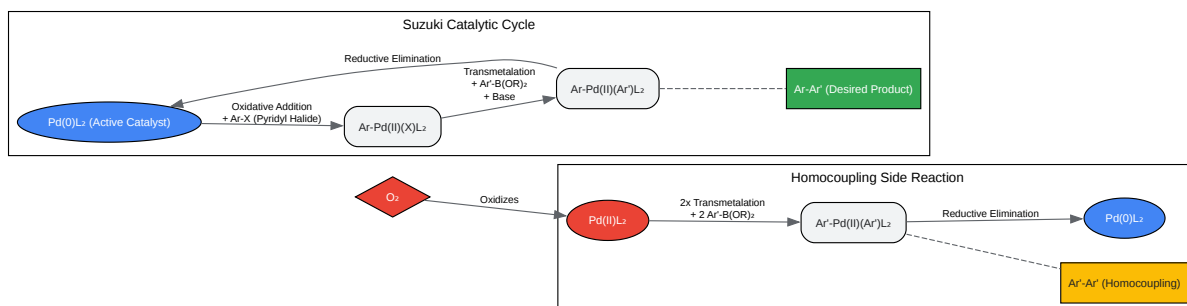 Suzuki Catalytic Cycle
Reductive Elimination
Transmetalation
+ Ar'-B(OR)₂
+ Base
Ar-Pd(II)(Ar')L₂
Ar-Ar' (Desired Product)
Oxidative Addition
+ Ar-X (Pyridyl Halide)
Pd(0)L₂ (Active Catalyst)
Ar-Pd(II)(X)L₂
Homocoupling Side Reaction
O₂
Oxidizes
Pd(II)L₂
2x Transmetalation
+ 2 Ar'-B(OR)₂
Ar'-Pd(II)(Ar')L₂
Reductive Elimination
Pd(0)L₂
Ar'-Ar' (Homocoupling)